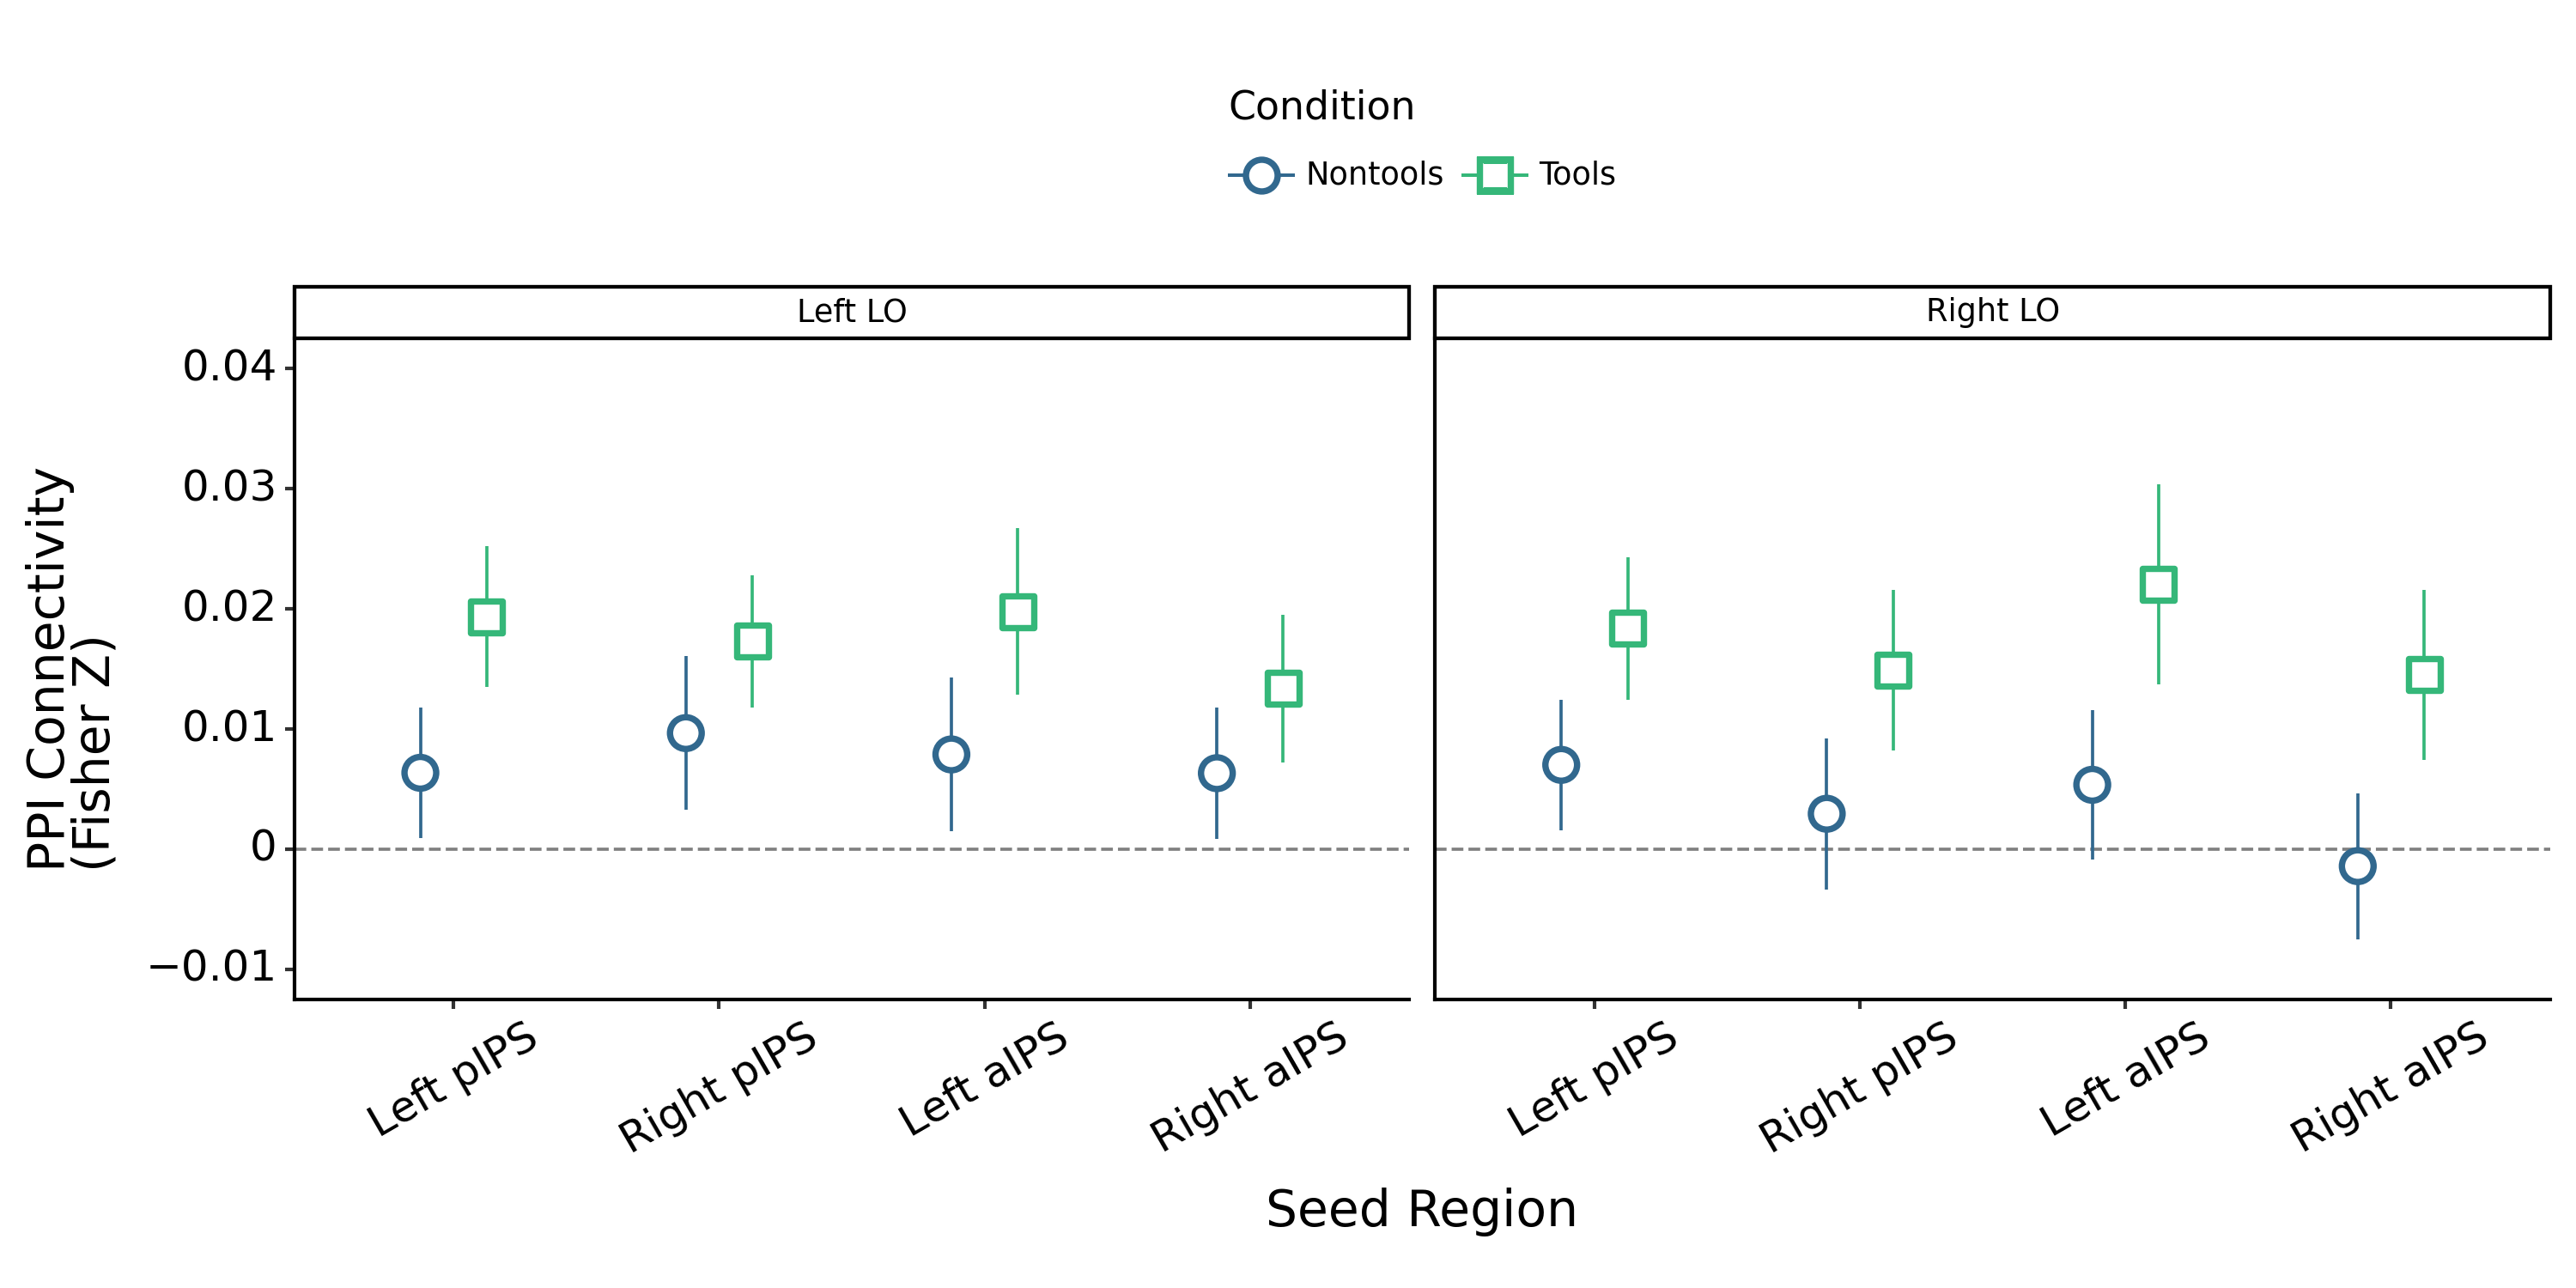 Condition
Nontools Tools
Left LO
Right LO
0.04
0.03
0.02
0.01
0
−0.01
PPI Connectivity
(Fisher Z)
Left pIPS
Right pIPS
Left aIPS
Right aIPS
Left pIPS
Right pIPS
Left aIPS
Right aIPS
Seed Region